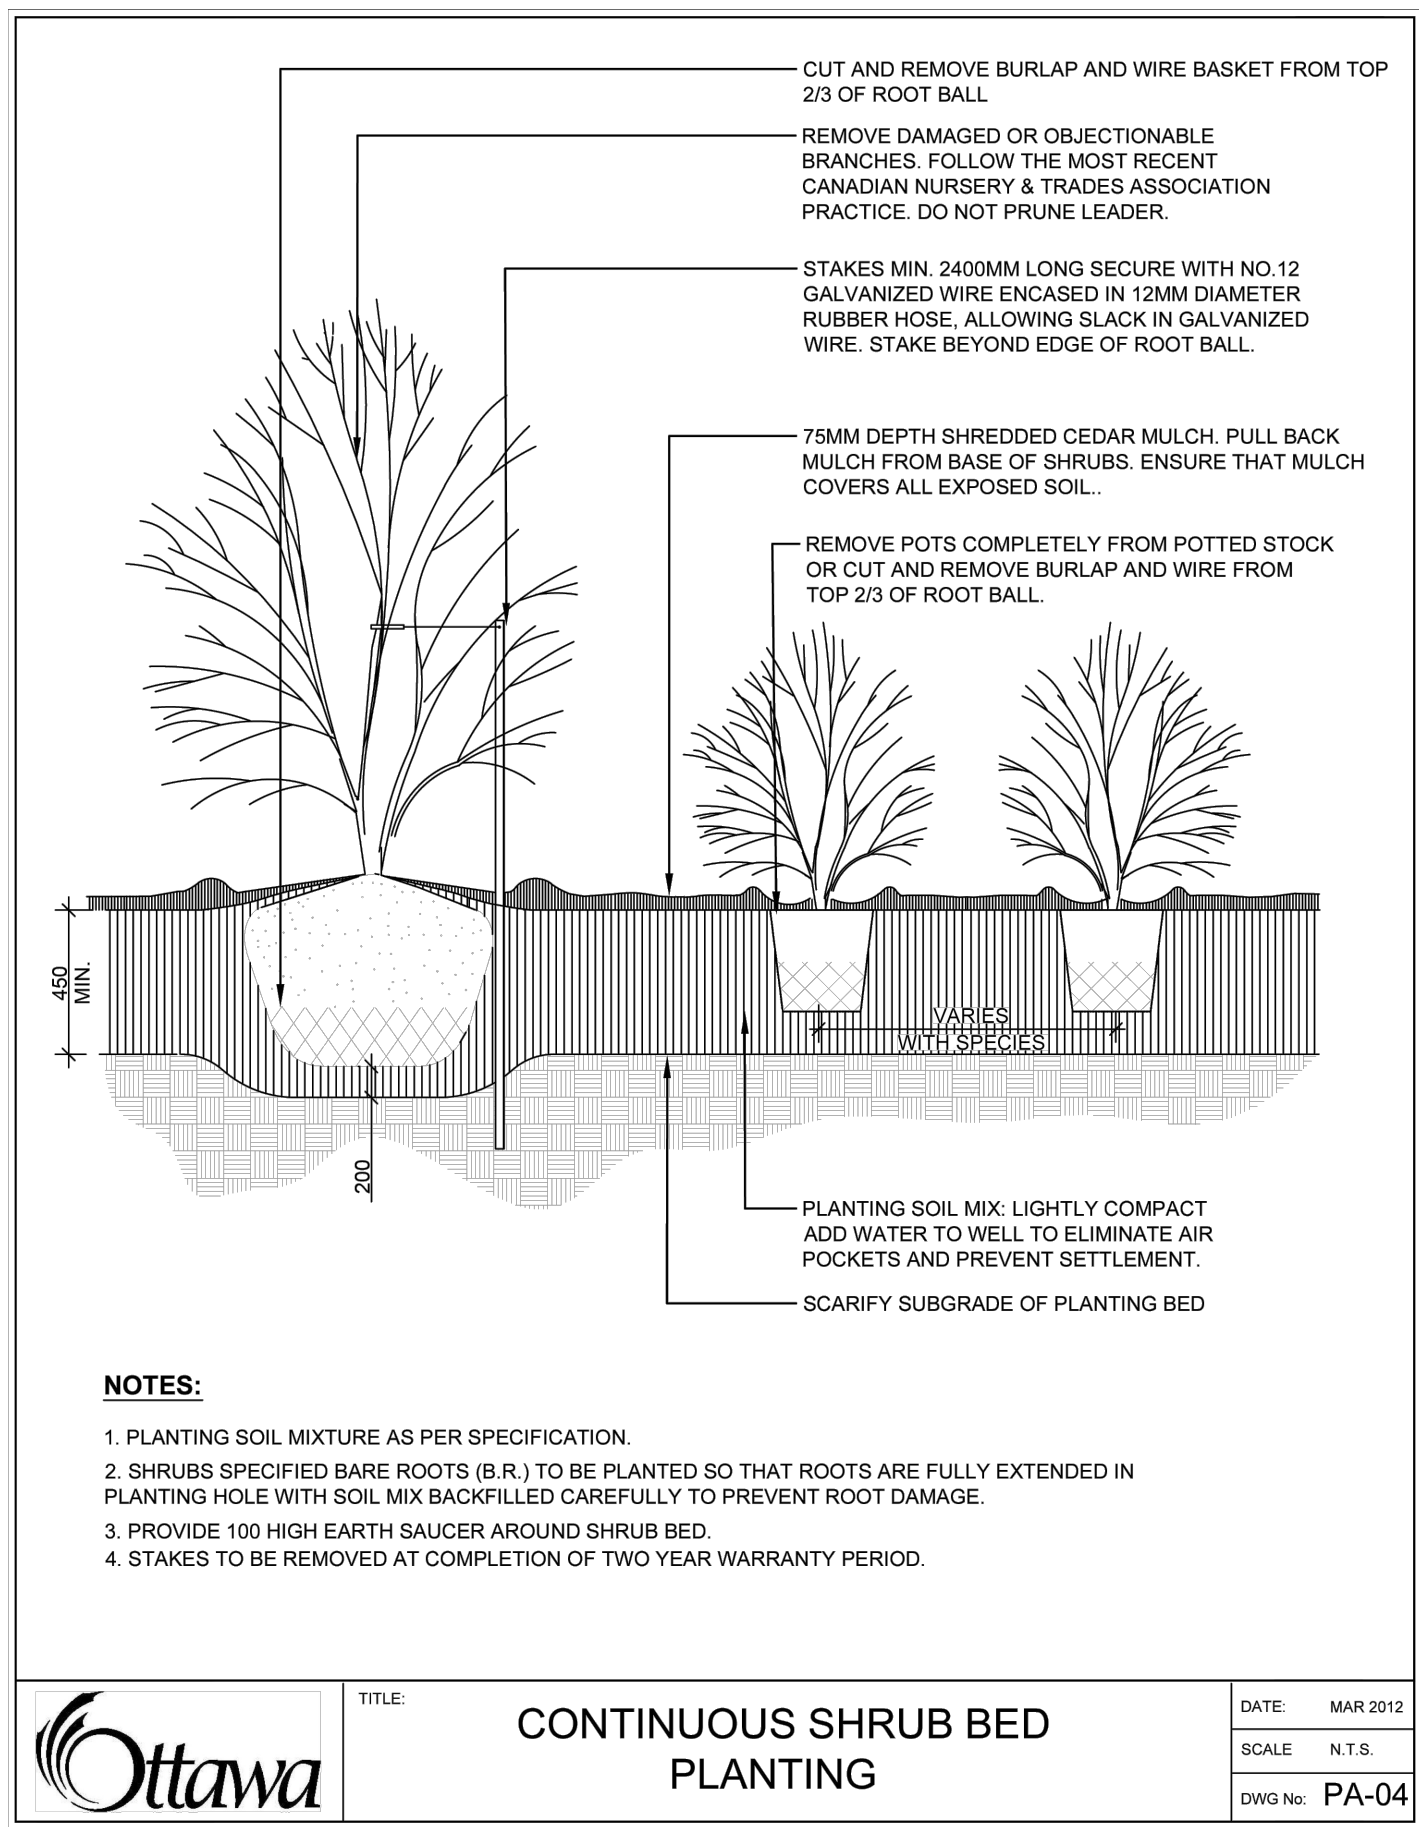 CUT AND REMOVE BURLAP AND WIRE BASKET FROM TOP
2/3 OF ROOT BALL
REMOVE DAMAGED OR OBJECTIONABLE
BRANCHES. FOLLOW THE MOST RECENT
CANADIAN NURSERY & TRADES ASSOCIATION
PRACTICE. DO NOT PRUNE LEADER.
STAKES MIN. 2400MM LONG SECURE WITH NO.12
GALVANIZED WIRE ENCASED IN 12MM DIAMETER
RUBBER HOSE, ALLOWING SLACK IN GALVANIZED
WIRE. STAKE BEYOND EDGE OF ROOT BALL.
75MM DEPTH SHREDDED CEDAR MULCH. PULL BACK
MULCH FROM BASE OF SHRUBS. ENSURE THAT MULCH
COVERS ALL EXPOSED SOIL..
REMOVE POTS COMPLETELY FROM POTTED STOCK
OR CUT AND REMOVE BURLAP AND WIRE FROM
TOP 2/3 OF ROOT BALL.
450
MIN.
VARIES
WITH SPECIES
200
PLANTING SOIL MIX: LIGHTLY COMPACT
ADD WATER TO WELL TO ELIMINATE AIR
POCKETS AND PREVENT SETTLEMENT.
SCARIFY SUBGRADE OF PLANTING BED
NOTES:
1. PLANTING SOIL MIXTURE AS PER SPECIFICATION.
2. SHRUBS SPECIFIED BARE ROOTS (B.R.) TO BE PLANTED SO THAT ROOTS ARE FULLY EXTENDED IN
PLANTING HOLE WITH SOIL MIX BACKFILLED CAREFULLY TO PREVENT ROOT DAMAGE.
3. PROVIDE 100 HIGH EARTH SAUCER AROUND SHRUB BED.
4. STAKES TO BE REMOVED AT COMPLETION OF TWO YEAR WARRANTY PERIOD.
Ottawa
TITLE:
CONTINUOUS SHRUB BED
PLANTING
DATE: MAR 2012
SCALE N.T.S.
DWG No: PA-04